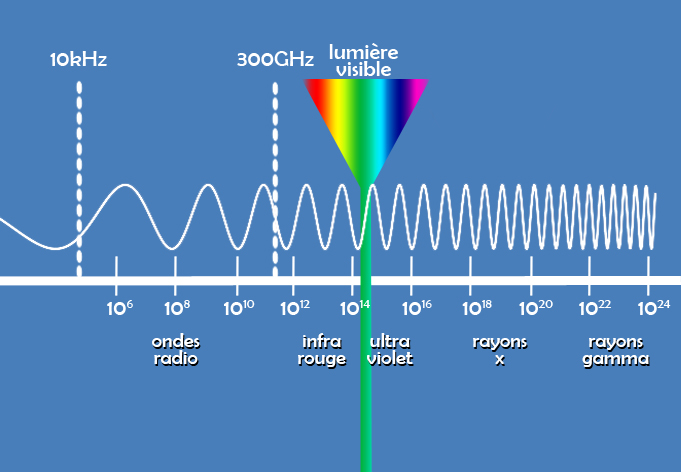 10kHz
300GHz
lumière
visible
10⁶
10⁸
10¹⁰
10¹²
10¹⁴
10¹⁶
10¹⁸
10²⁰
10²²
10²⁴
ondes
radio
infra
rouge
ultra
violet
rayons
x
rayons
gamma